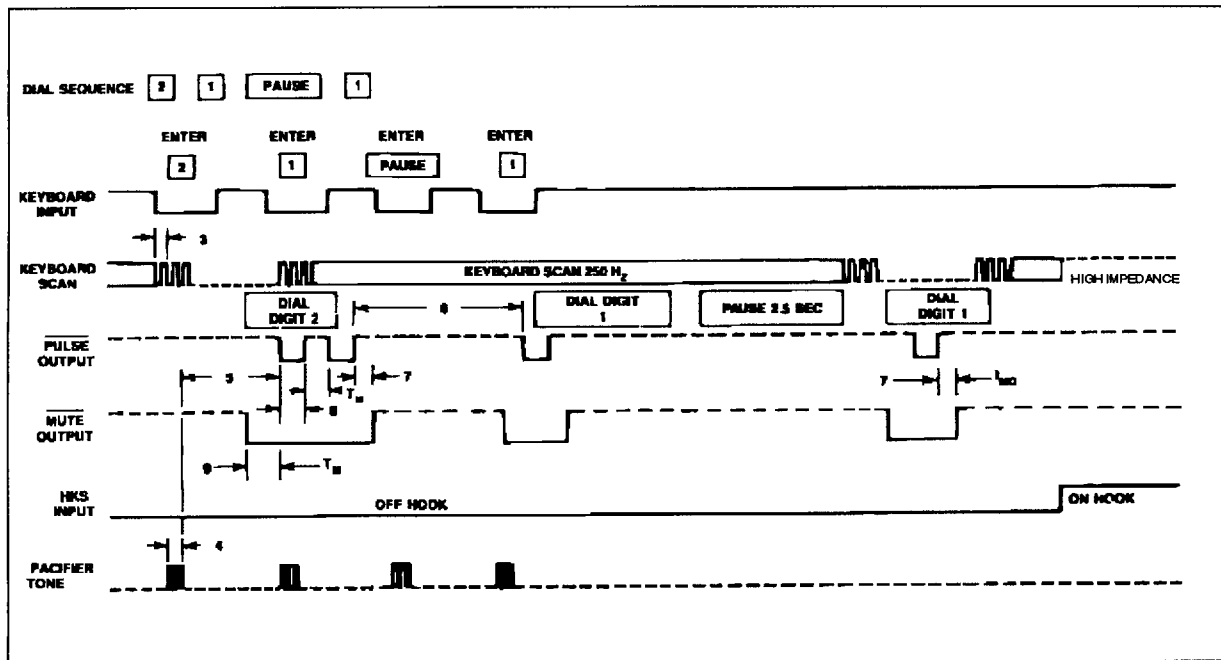 DIAL SEQUENCE 2 1 PAUSE 1
ENTER ENTER ENTER ENTER
2 1 PAUSE 1
KEYBOARD INPUT
3
KEYBOARD SCAN
KEYBOARD SCAN 250 HZ
HIGH IMPEDANCE
DIAL DIGIT 2
DIAL DIGIT 1
PAUSE 2.5 SEC
DIAL DIGIT 1
PULSE OUTPUT
5
7
7
MUTE OUTPUT
9
HKS INPUT
OFF HOOK
ON HOOK
4
PACIFIER TONE